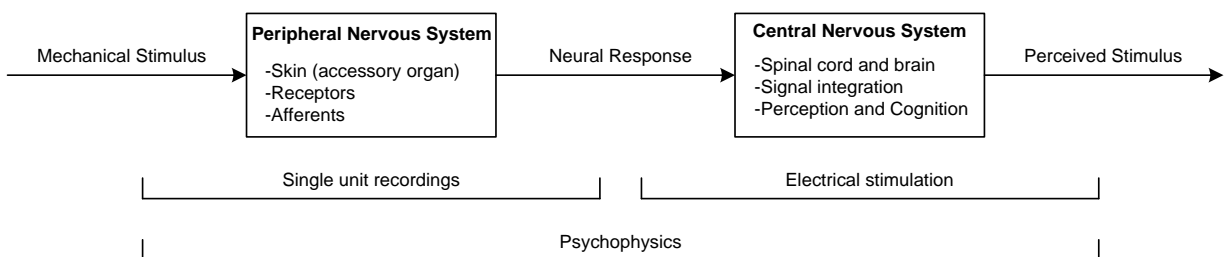 Mechanical Stimulus
Peripheral Nervous System
-Skin (accessory organ)
-Receptors
-Afferents
Neural Response
Central Nervous System
-Spinal cord and brain
-Signal integration
-Perception and Cognition
Perceived Stimulus
Single unit recordings
Electrical stimulation
Psychophysics